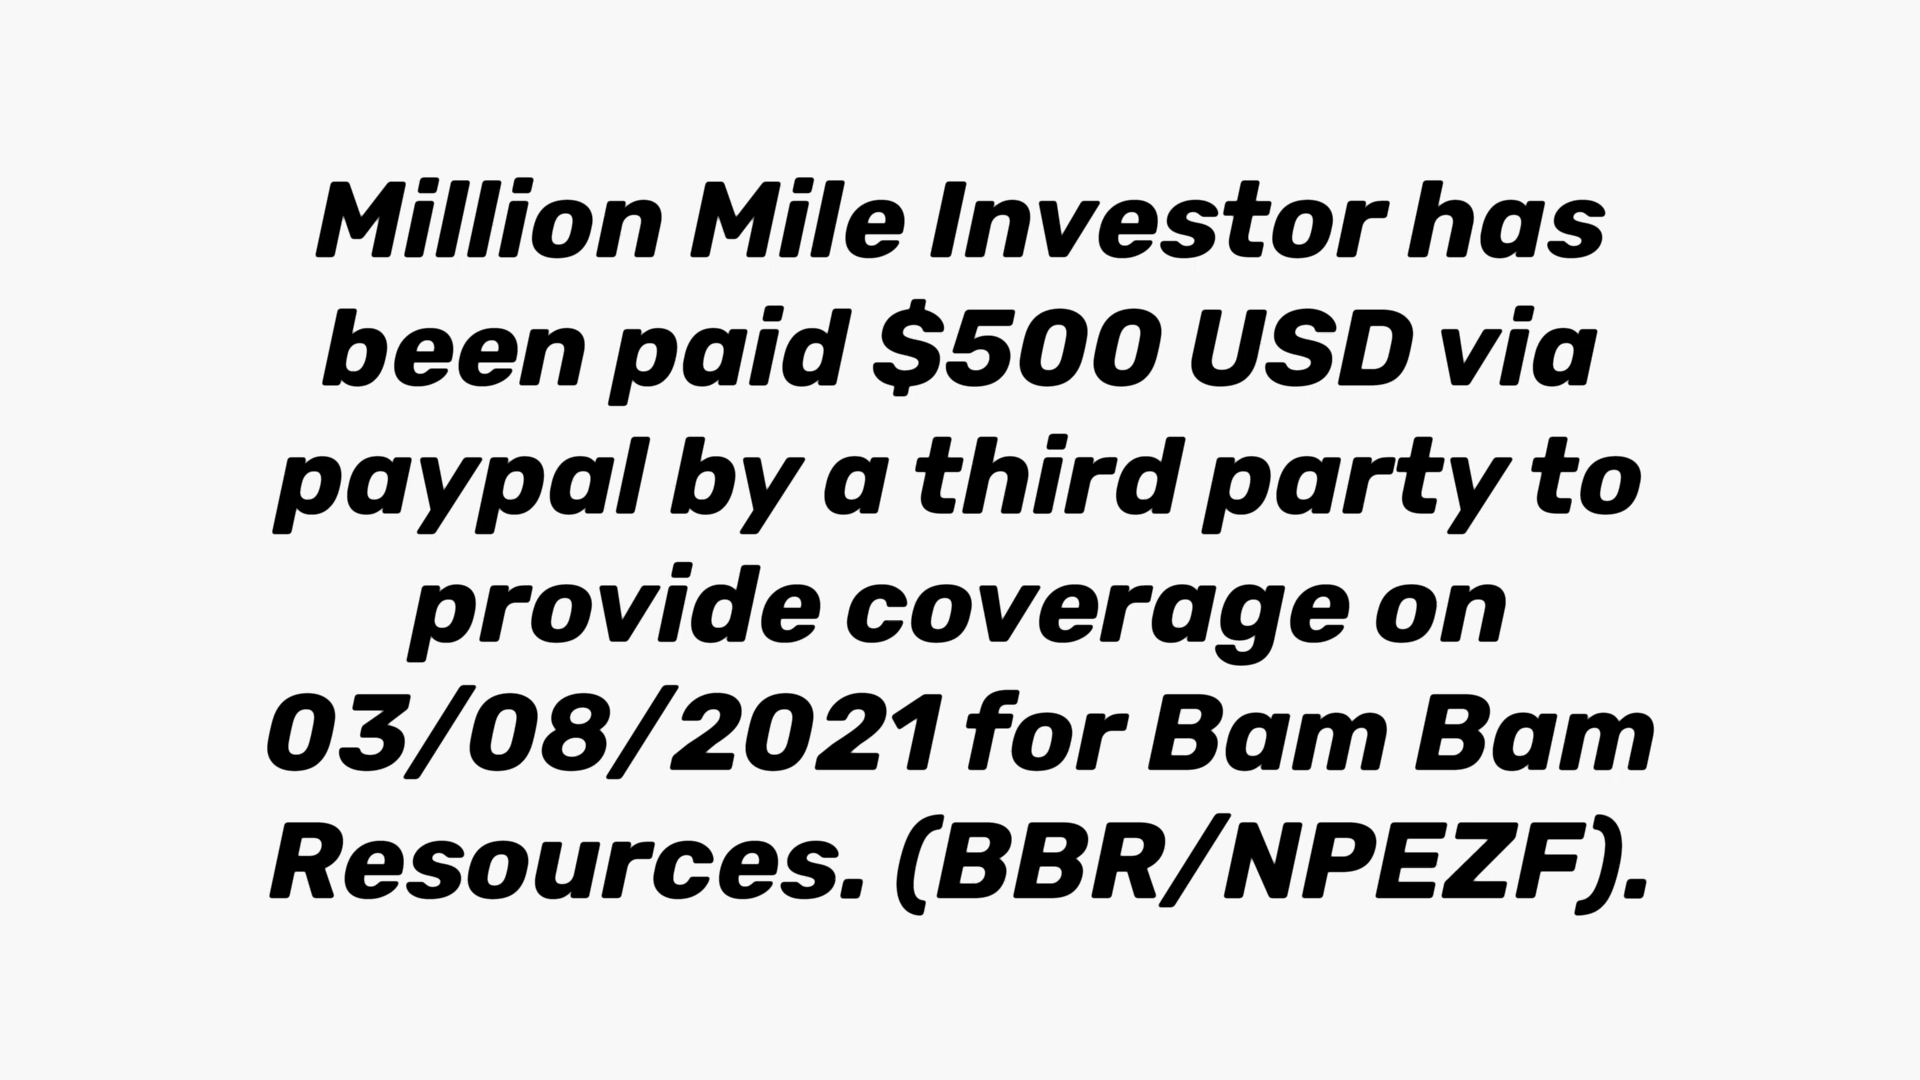 Million Mile Investor has
been paid $500 USD via
paypal by a third party to
provide coverage on
03/08/2021 for Bam Bam
Resources. (BBR/NPEZF).